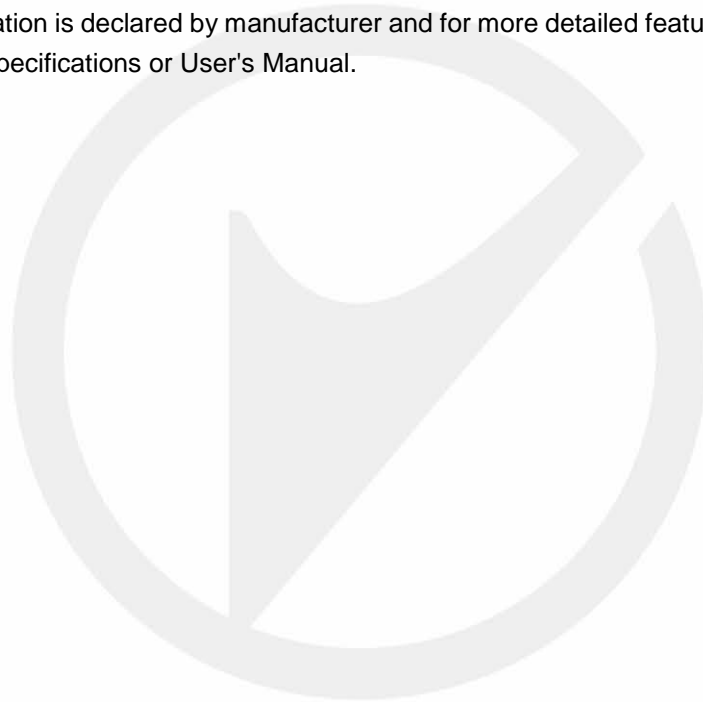 ation is declared by manufacturer and for more detailed featu
pecifications or User's Manual.